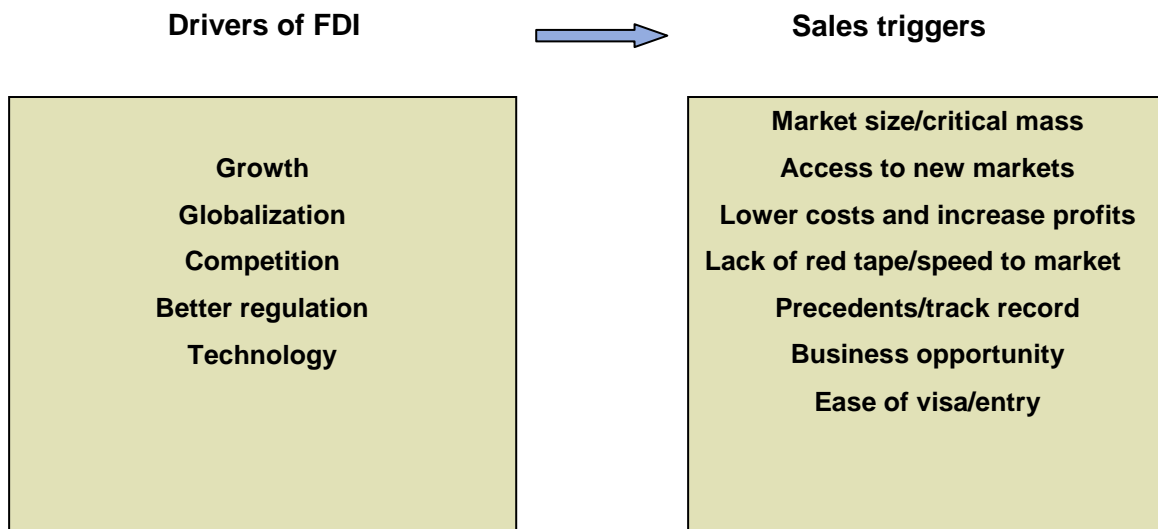 Drivers of FDI
Sales triggers
Growth
Globalization
Competition
Better regulation
Technology
Market size/critical mass
Access to new markets
Lower costs and increase profits
Lack of red tape/speed to market
Precedents/track record
Business opportunity
Ease of visa/entry